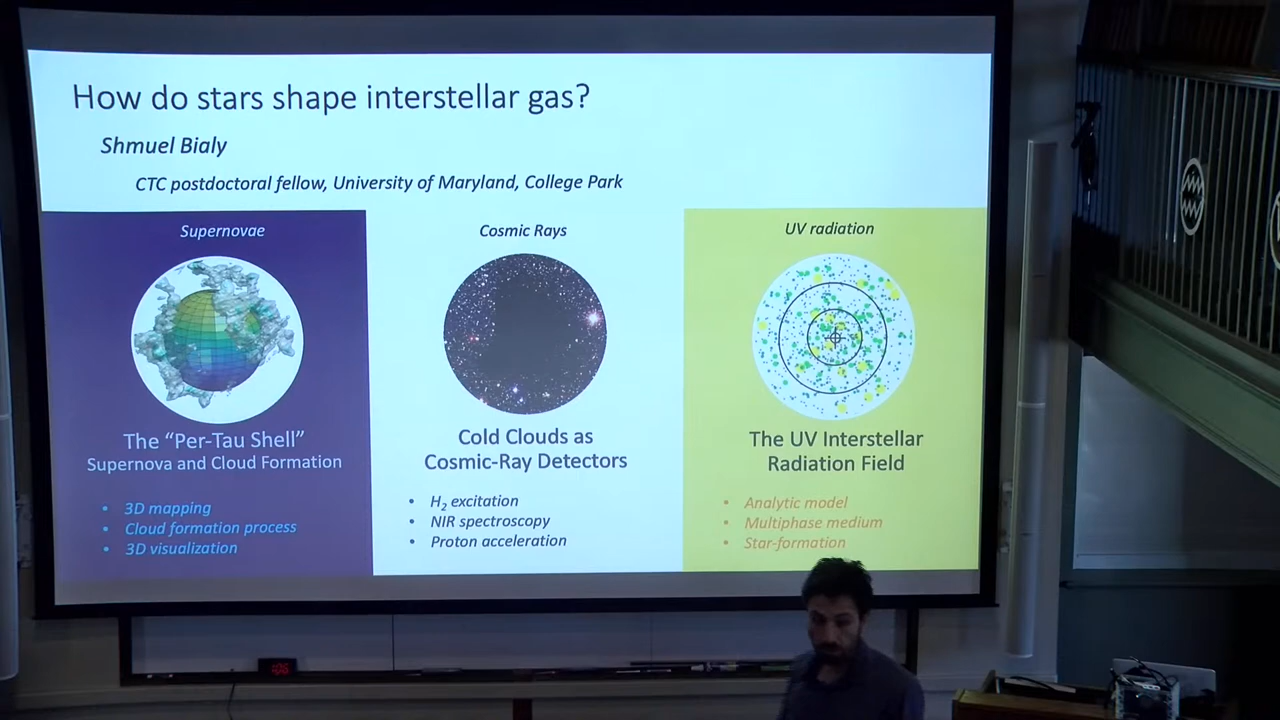 How do stars shape interstellar gas?
Shmuel Bialy
CTC postdoctoral fellow, University of Maryland, College Park
Supernovae
The “Per-Tau Shell”
Supernova and Cloud Formation
• 3D mapping
• Cloud formation process
• 3D visualization
Cosmic Rays
Cold Clouds as
Cosmic-Ray Detectors
• H₂ excitation
• NIR spectroscopy
• Proton acceleration
UV radiation
The UV Interstellar
Radiation Field
• Analytic model
• Multiphase medium
• Star-formation